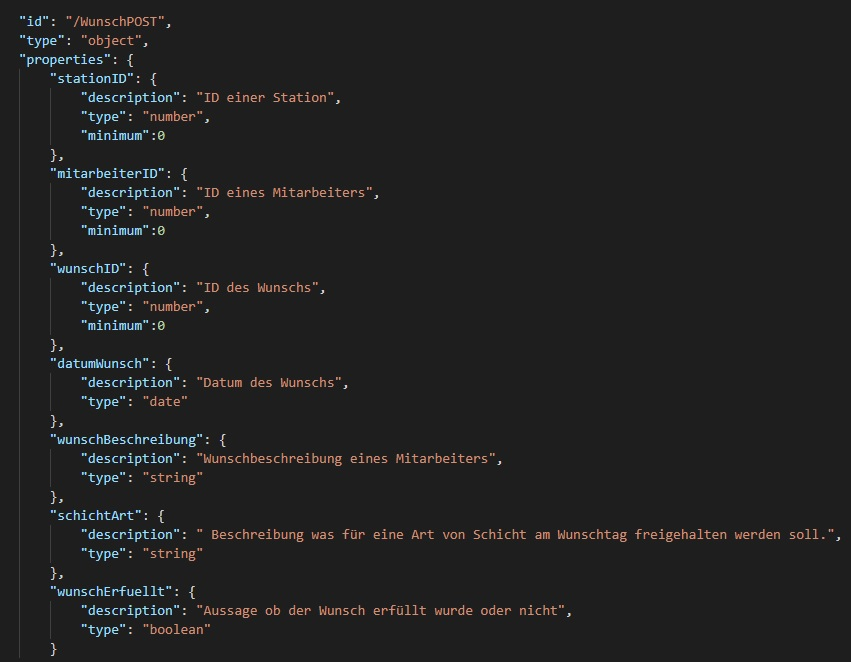 "id": "/WunschPOST",
"type": "object",
"properties": {
"stationID": {
"description": "ID einer Station",
"type": "number",
"minimum":0
},
"mitarbeiterID": {
"description": "ID eines Mitarbeiters",
"type": "number",
"minimum":0
},
"wunschID": {
"description": "ID des Wunschs",
"type": "number",
"minimum":0
},
"datumWunsch": {
"description": "Datum des Wunschs",
"type": "date"
},
"wunschBeschreibung": {
"description": "Wunschbeschreibung eines Mitarbeiters",
"type": "string"
},
"schichtArt": {
"description": " Beschreibung was für eine Art von Schicht am Wunschtag freigehalten werden soll.",
"type": "string"
},
"wunschErfuellt": {
"description": "Aussage ob der Wunsch erfüllt wurde oder nicht",
"type": "boolean"
}